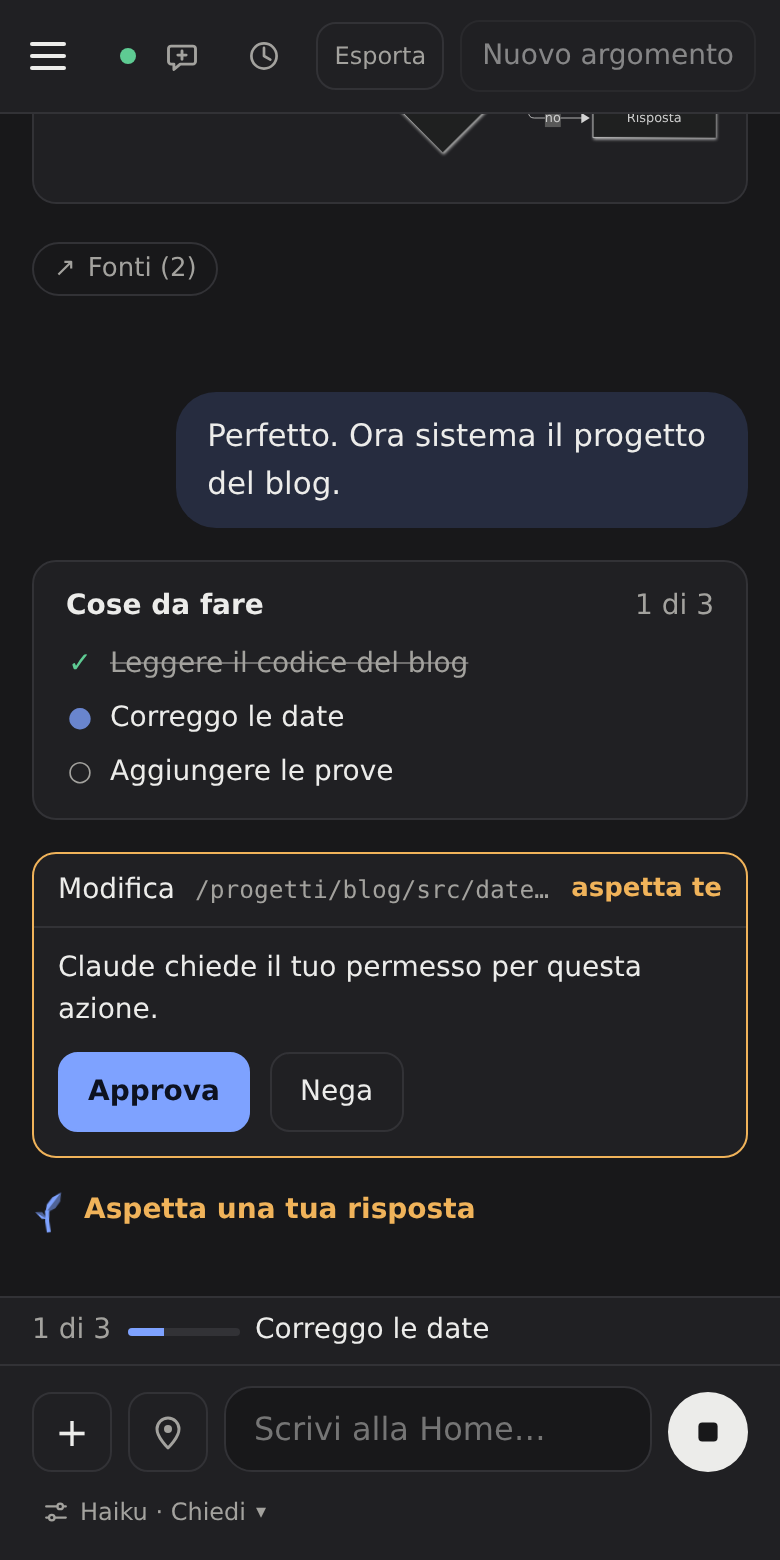 Esporta
Nuovo argomento
no
Risposta
↗ Fonti (2)
Perfetto. Ora sistema il progetto
del blog.
Cose da fare
1 di 3
✓ Leggere il codice del blog
Correggo le date
Aggiungere le prove
Modifica /progetti/blog/src/date… aspetta te
Claude chiede il tuo permesso per questa
azione.
Approva
Nega
Aspetta una tua risposta
1 di 3 Correggo le date
Scrivi alla Home…
Haiku · Chiedi ▾